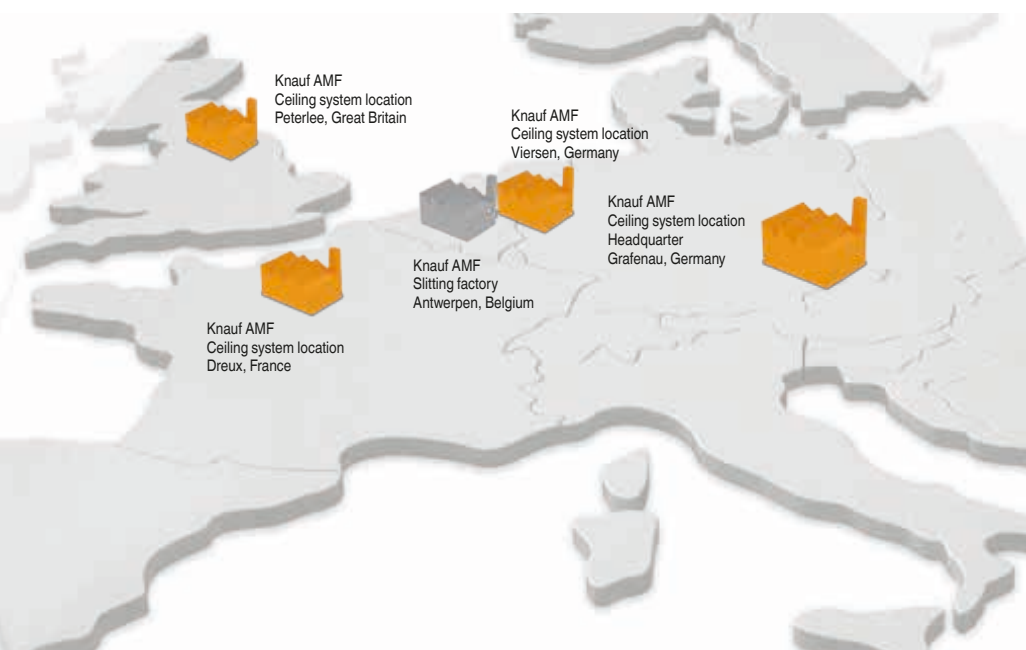 Knauf AMF
Ceiling system location
Peterlee, Great Britain
Knauf AMF
Ceiling system location
Viersen, Germany
Knauf AMF
Ceiling system location
Headquarter
Grafenau, Germany
Knauf AMF
Slitting factory
Antwerpen, Belgium
Knauf AMF
Ceiling system location
Dreux, France